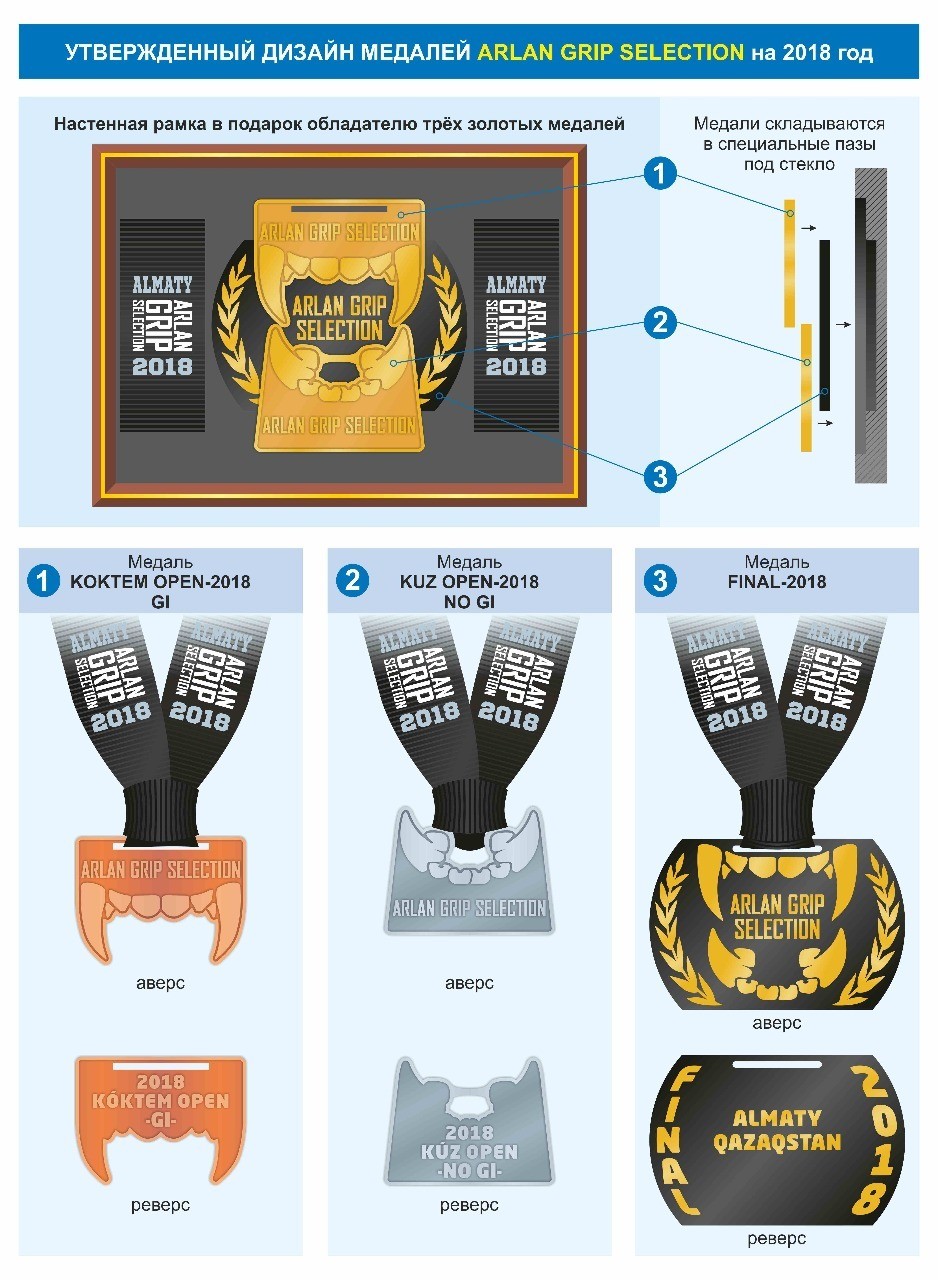 УТВЕРЖДЕННЫЙ ДИЗАЙН МЕДАЛЕЙ ARLAN GRIP SELECTION на 2018 год
Настенная рамка в подарок обладателю трёх золотых медалей
Медали складываются
в специальные пазы
под стекло
1
2
3
ARLAN GRIP SELECTION
ARLAN GRIP
SELECTION
ARLAN GRIP SELECTION
ALMATY
ARLAN
GRIP
SELECTION
2018
ALMATY
ARLAN
GRIP
SELECTION
2018
1
Медаль
KOKTEM OPEN-2018
GI
ALMATY
ARLAN
GRIP
SELECTION
2018
ALMATY
ARLAN
GRIP
SELECTION
2018
ARLAN GRIP SELECTION
аверс
2018
KÓKTEM OPEN
-GI-
реверс
2
Медаль
KUZ OPEN-2018
NO GI
ALMATY
ARLAN
GRIP
SELECTION
2018
ALMATY
ARLAN
GRIP
SELECTION
2018
ARLAN GRIP SELECTION
аверс
2018
KÚZ OPEN
-NO GI-
реверс
3
Медаль
FINAL-2018
ALMATY
ARLAN
GRIP
SELECTION
2018
ALMATY
ARLAN
GRIP
SELECTION
2018
ARLAN GRIP
SELECTION
аверс
FINAL
ALMATY
QAZAQSTAN
2018
реверс